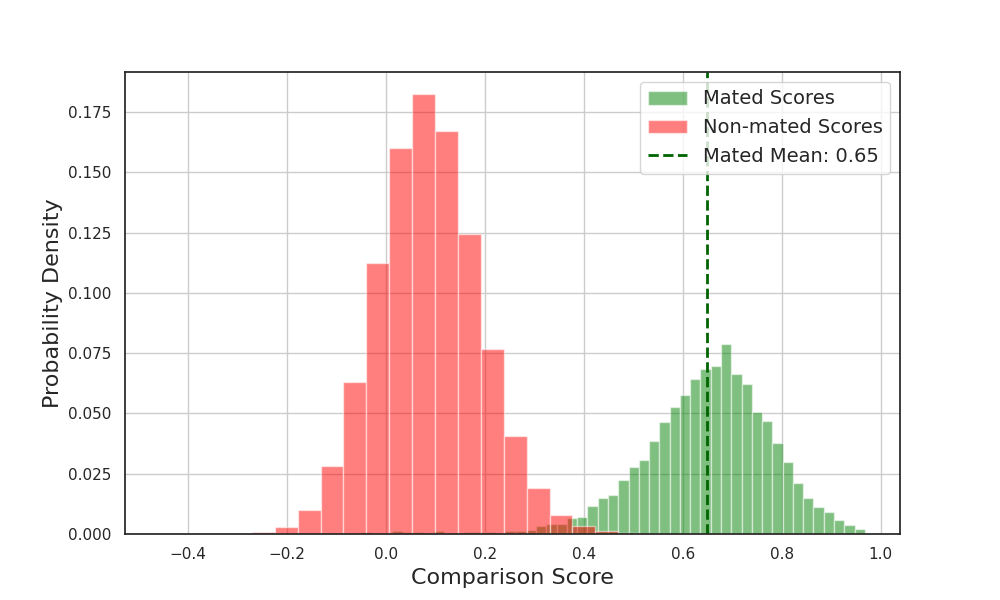 Mated Scores
Non-mated Scores
Mated Mean: 0.65
Probability Density
0.175
0.150
0.125
0.100
0.075
0.050
0.025
0.000
−0.4 −0.2 0.0 0.2 0.4 0.6 0.8 1.0
Comparison Score